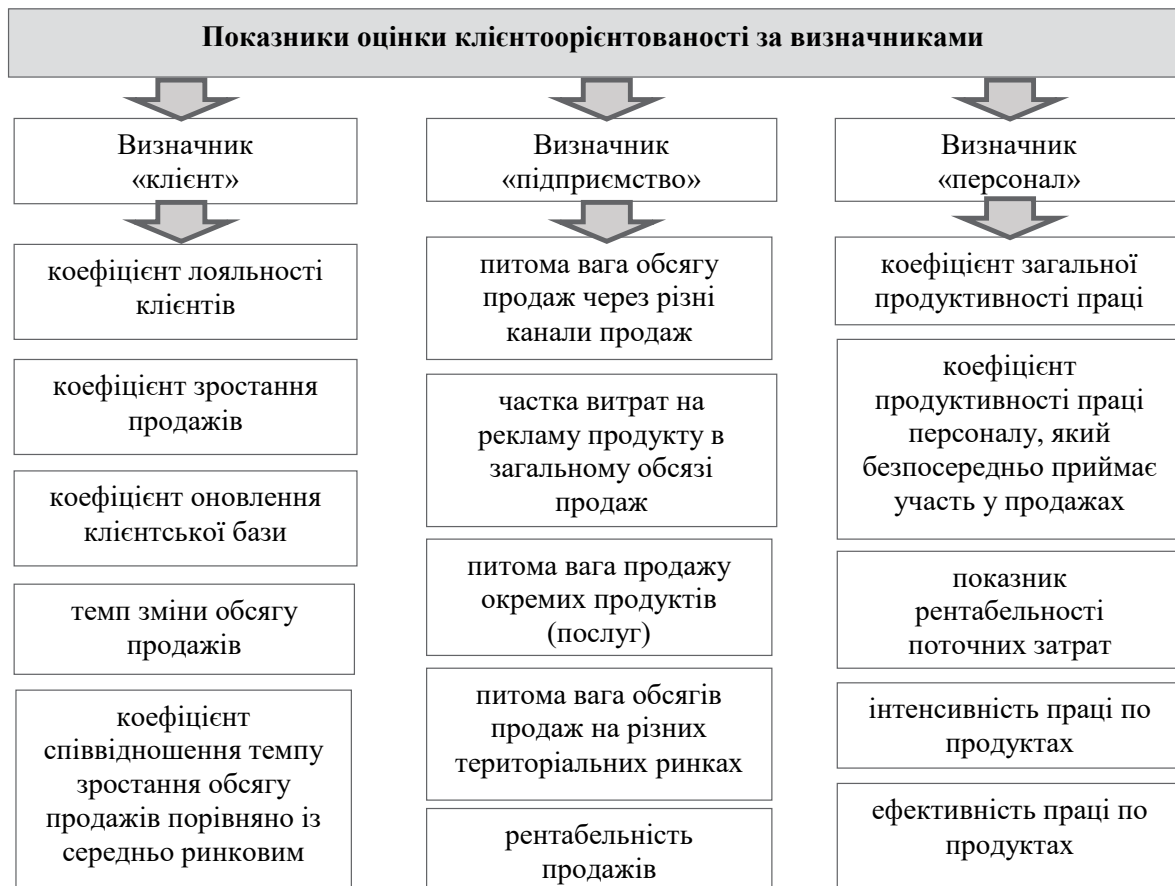 Показники оцінки клієнтоорієнтованості за визначниками
Визначник
«клієнт»
коефіцієнт лояльності
клієнтів
коефіцієнт зростання
продажів
коефіцієнт оновлення
клієнтської бази
темп зміни обсягу
продажів
коефіцієнт
співвідношення темпу
зростання обсягу
продажів порівняно із
середньо ринковим
Визначник
«підприємство»
питома вага обсягу
продаж через різні
канали продаж
частка витрат на
рекламу продукту в
загальному обсязі
продаж
питома вага продажу
окремих продуктів
(послуг)
питома вага обсягів
продаж на різних
територіальних ринках
рентабельність
продажів
Визначник
«персонал»
коефіцієнт загальної
продуктивності праці
коефіцієнт
продуктивності праці
персоналу, який
безпосередньо приймає
участь у продажах
показник
рентабельності
поточних затрат
інтенсивність праці по
продуктах
ефективність праці по
продуктах